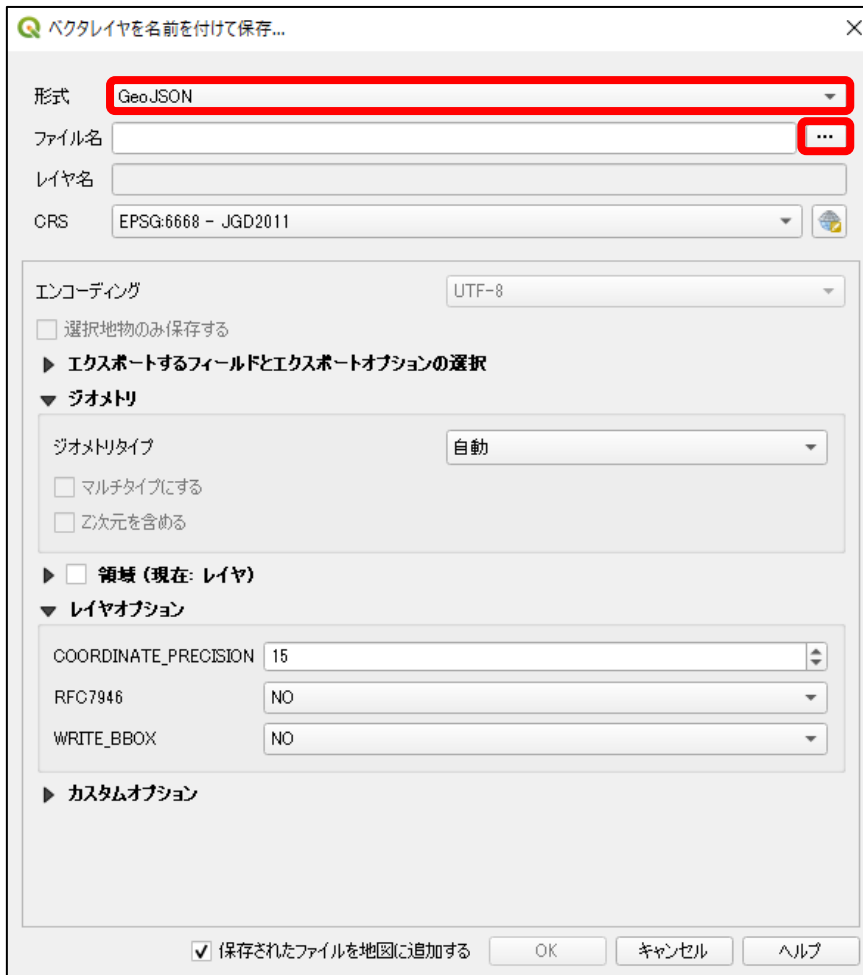 ベクタレイヤを名前を付けて保存...
形式 GeoJSON
ファイル名 ...
レイヤ名
CRS EPSG:6668 - JGD2011
エンコーディング UTF-8
選択地物のみ保存する
エクスポートするフィールドとエクスポートオプションの選択
ジオメトリ
ジオメトリタイプ 自動
マルチタイプにする
Z次元を含める
領域 (現在: レイヤ)
レイヤオプション
COORDINATE_PRECISION 15
RFC7946 NO
WRITE_BBOX NO
カスタムオプション
保存されたファイルを地図に追加する OK キャンセル ヘルプ